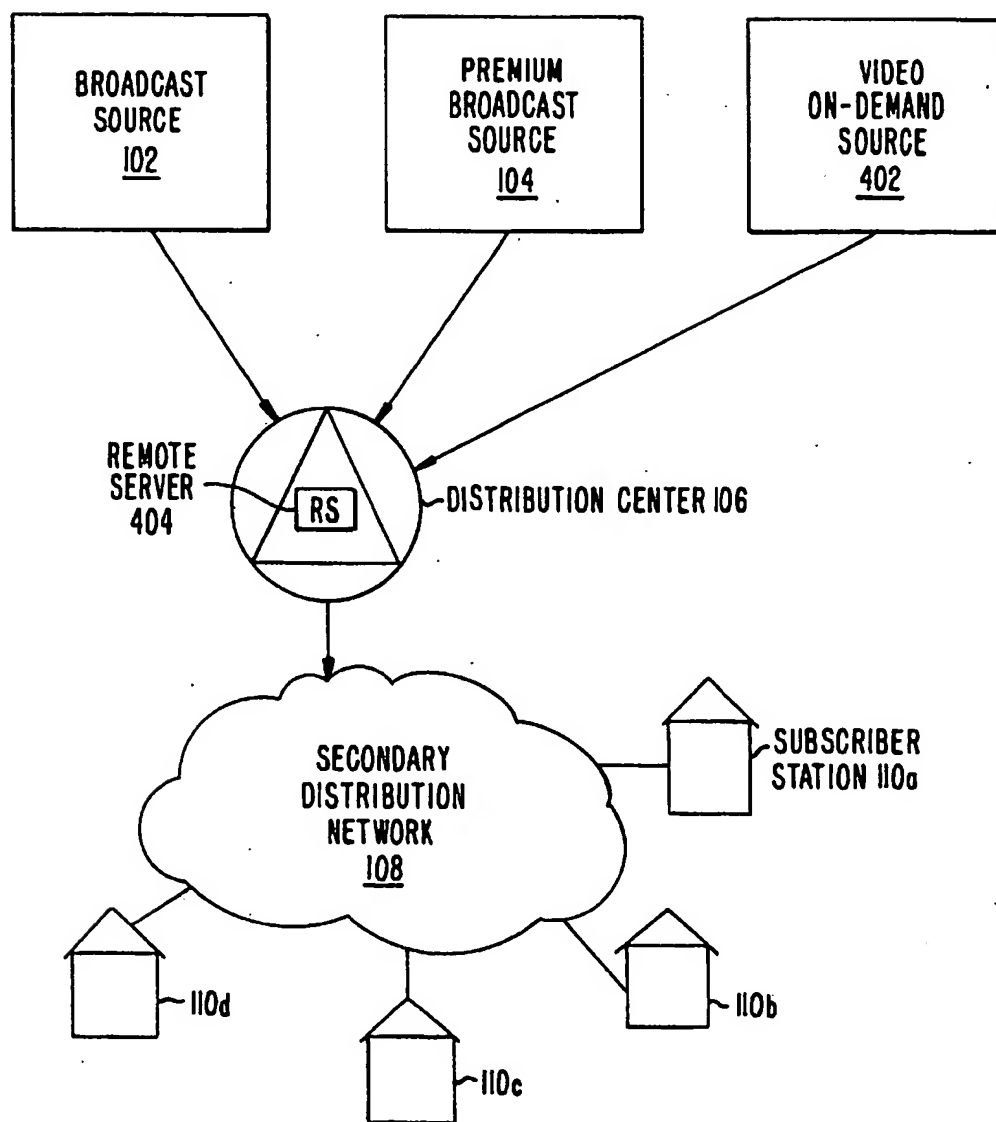 BROADCAST
SOURCE
102
PREMIUM
BROADCAST
SOURCE
104
VIDEO
ON-DEMAND
SOURCE
402
REMOTE
SERVER
404
RS
DISTRIBUTION CENTER 106
SECONDARY
DISTRIBUTION
NETWORK
108
SUBSCRIBER
STATION 110a
110d
110b
110c